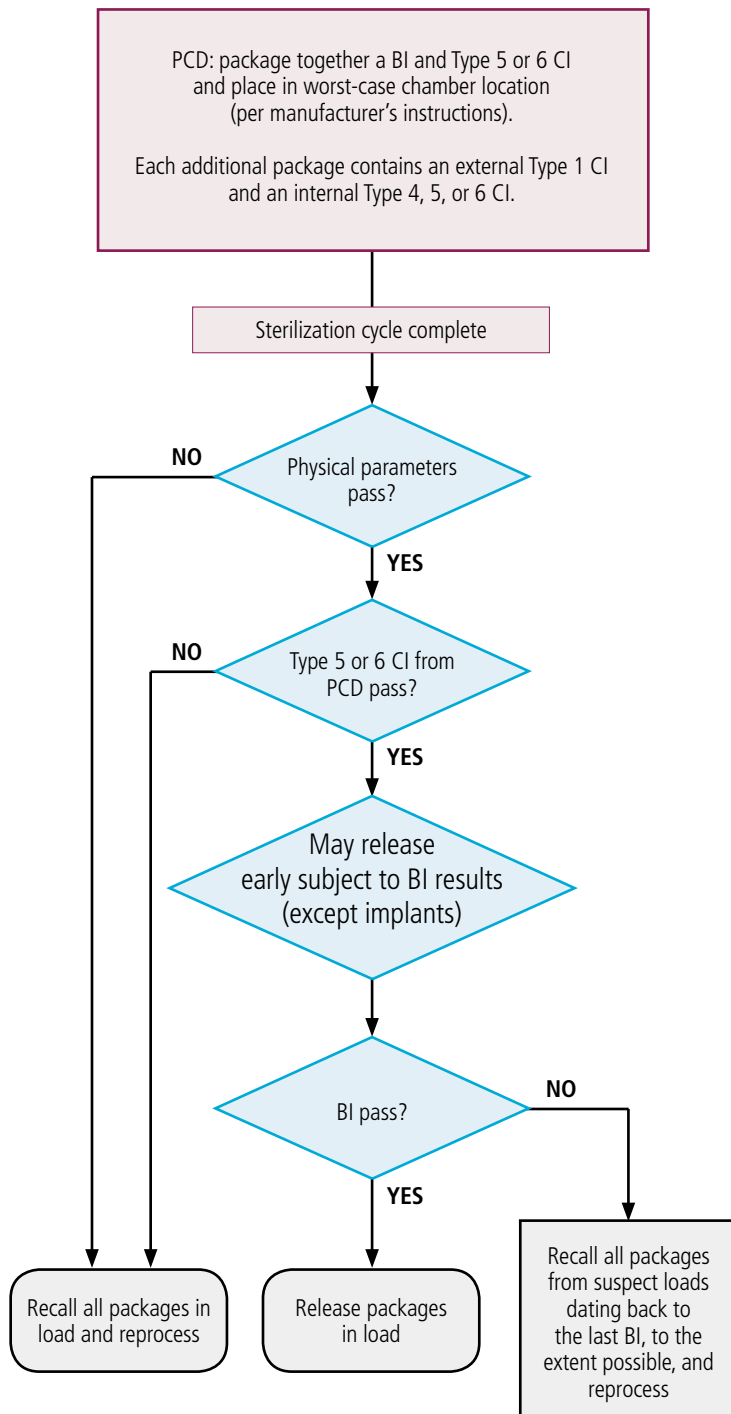 PCD: package together a BI and Type 5 or 6 CI
and place in worst-case chamber location
(per manufacturer’s instructions).
Each additional package contains an external Type 1 CI
and an internal Type 4, 5, or 6 CI.
Sterilization cycle complete
NO
Physical parameters
pass?
YES
NO
Type 5 or 6 CI from
PCD pass?
YES
May release
early subject to BI results
(except implants)
BI pass?
NO
YES
Recall all packages in
load and reprocess
Release packages
in load
Recall all packages
from suspect loads
dating back to
the last BI, to the
extent possible, and
reprocess